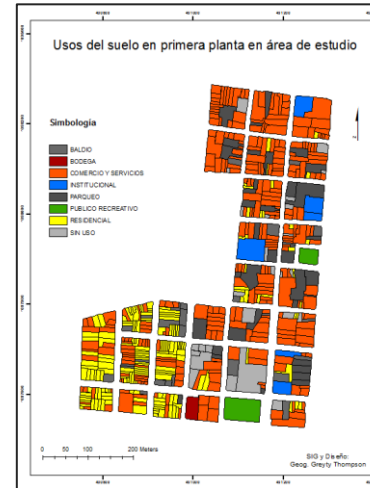 Usos del suelo en primera planta en área de estudio
Simbología
BALDIO
BODEGA
COMERCIO Y SERVICIOS
INSTITUCIONAL
PARQUEO
PUBLICO RECREATIVO
RESIDENCIAL
SIN USO
0 50 100 200 Meters
SIG y Diseño:
Geog. Greyty Thompson